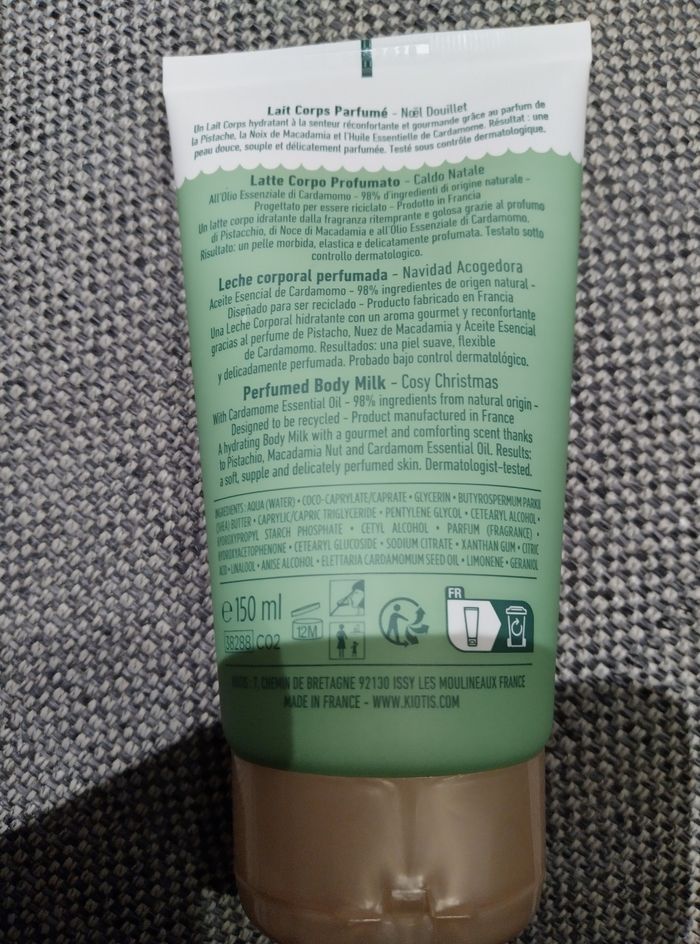 Lait Corps Parfumé - Noël Douillet
Un Lait Corps hydratant à la senteur réconfortante et gourmande grâce au parfum de
la Pistache, la Noix de Macadamia et l'Huile Essentielle de Cardamome. Résultat : une
peau douce, souple et délicatement parfumée. Testé sous contrôle dermatologique.
Latte Corpo Profumato - Caldo Natale
All'Olio Essenziale di Cardamomo - 98% d'ingredienti di origine naturale -
Progettato per essere riciclato - Prodotto in Francia
Un latte corpo idratante dalla fragranza ritemprante e golosa grazie al profumo
di Pistacchio, di Noce di Macadamia e all'Olio Essenziale di Cardamomo.
Risultato: un pelle morbida, elastica e delicatamente profumata. Testato sotto
controllo dermatologico.
Leche corporal perfumada - Navidad Acogedora
Aceite Esencial de Cardamomo - 98% ingredientes de origen natural -
Diseñado para ser reciclado - Producto fabricado en Francia
Una Leche Corporal hidratante con un aroma gourmet y reconfortante
gracias al perfume de Pistacho, Nuez de Macadamia y Aceite Esencial
de Cardamomo. Resultados: una piel suave, flexible
y delicadamente perfumada. Probado bajo control dermatológico.
Perfumed Body Milk - Cosy Christmas
With Cardamome Essential Oil - 98% ingredients from natural origin -
Designed to be recycled - Product manufactured in France
A hydrating Body Milk with a gourmet and comforting scent thanks
to Pistachio, Macadamia Nut and Cardamom Essential Oil. Results:
a soft, supple and delicately perfumed skin. Dermatologist-tested.
INGREDIENTS: AQUA (WATER) • COCO-CAPRYLATE/CAPRATE • GLYCERIN • BUTYROSPERMUM PARKII
(SHEA) BUTTER • CAPRYLIC/CAPRIC TRIGLYCERIDE • PENTYLENE GLYCOL • CETEARYL ALCOHOL •
HYDROXYPROPYL STARCH PHOSPHATE • CETYL ALCOHOL • PARFUM (FRAGRANCE) •
HYDROXYACETOPHENONE • CETEARYL GLUCOSIDE • SODIUM CITRATE • XANTHAN GUM • CITRIC
ACID • LINALOOL • ANISE ALCOHOL • ELETTARIA CARDAMOMUM SEED OIL • LIMONENE • GERANIOL
e 150 ml
38288 C02
12M
FR
KIOTIS : 7, CHEMIN DE BRETAGNE 92130 ISSY LES MOULINEAUX FRANCE
MADE IN FRANCE - WWW.KIOTIS.COM